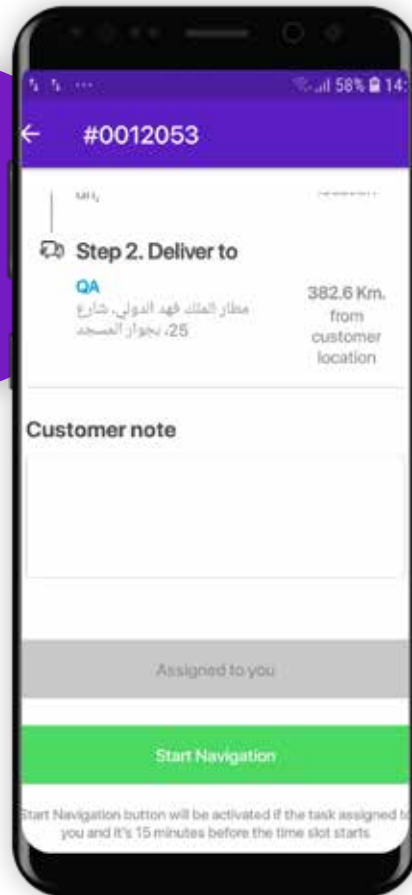 58% 14:
#0012053
Step 2. Deliver to
QA
مطار الملك فهد الدولي، شارع
25، بجوار المسجد
382.6 Km.
from
customer
location
Customer note
Assigned to you
Start Navigation
Start Navigation button will be activated if the task assigned to
you and it's 15 minutes before the time slot starts